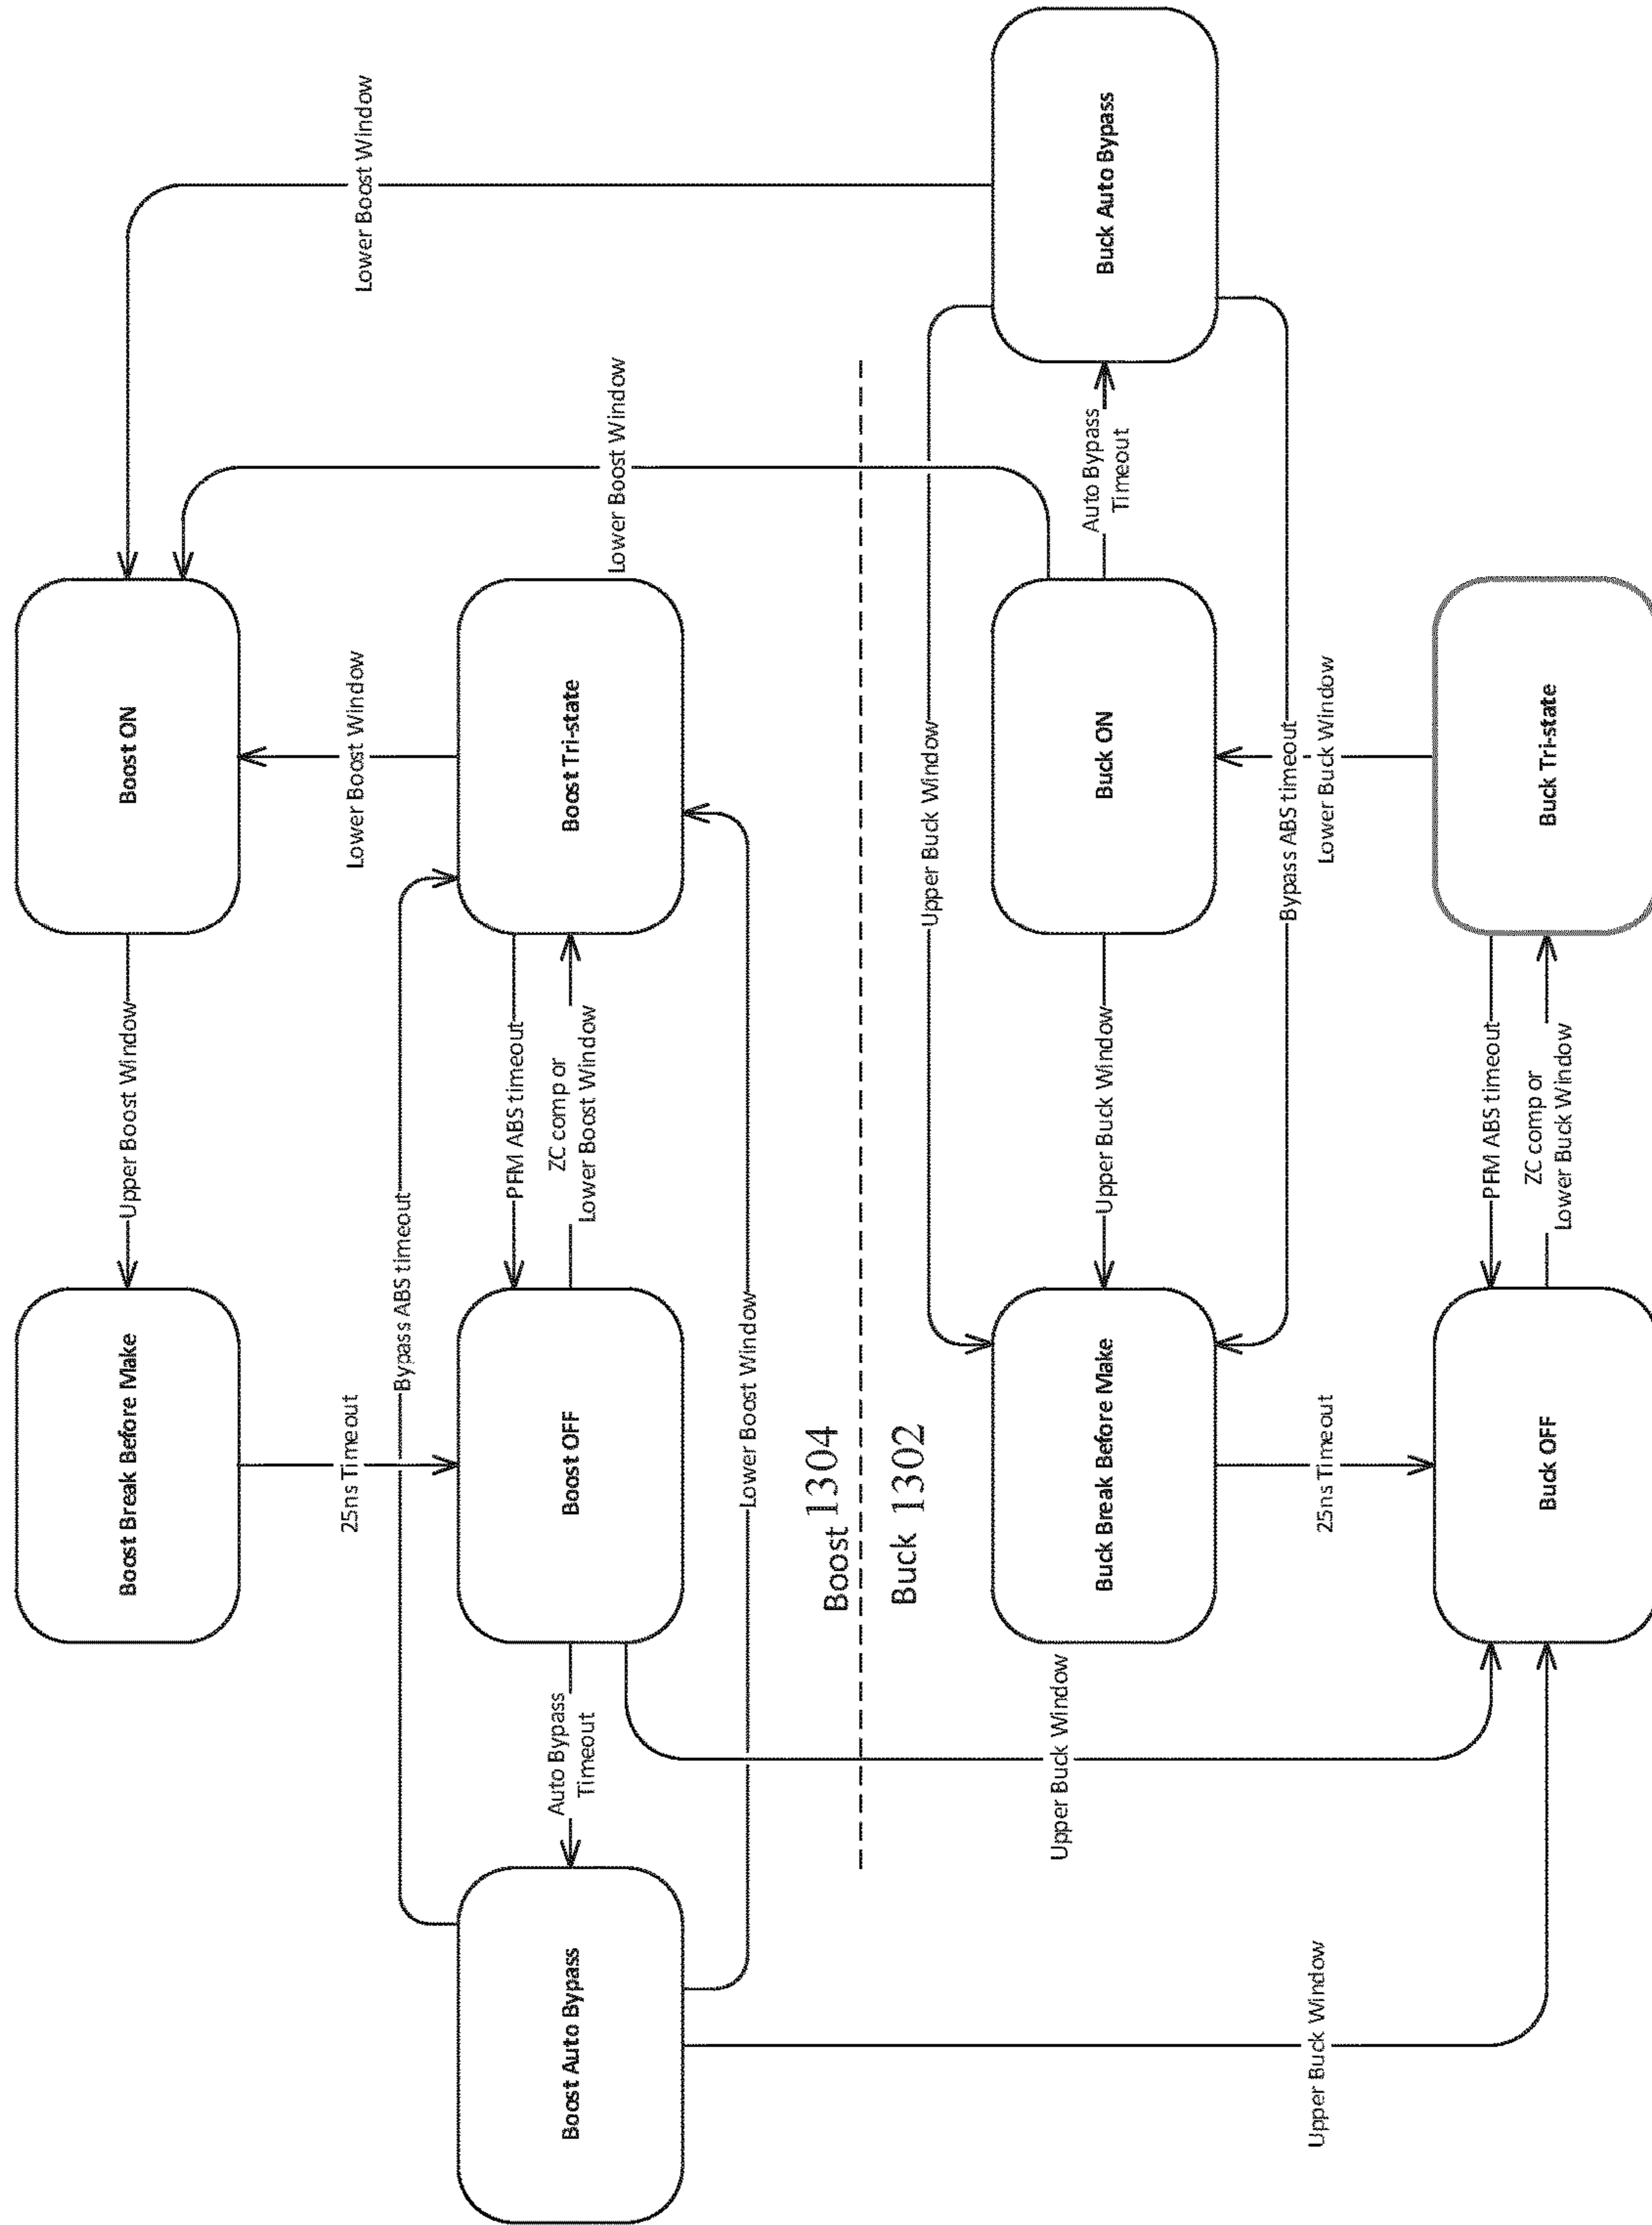 Boost Break Before Make
Upper Boost Window
Boost ON
25ns Timeout
Lower Boost Window
Lower Boost Window
Bypass ABS timeout
PFM ABS timeout
Boost Auto Bypass
Auto Bypass
Timeout
Boost OFF
ZC comp or
Lower Boost Window
Boost Tri-state
Lower Boost Window
Lower Boost Window
Boost 1304
Buck 1302
Upper Buck Window
Upper Buck Window
Buck Break Before Make
Upper Buck Window
Buck ON
Auto Bypass
Timeout
Buck Auto Bypass
Bypass ABS timeout
Upper Buck Window
25ns Timeout
Lower Buck Window
PFM ABS timeout
Buck OFF
ZC comp or
Lower Buck Window
Buck Tri-state